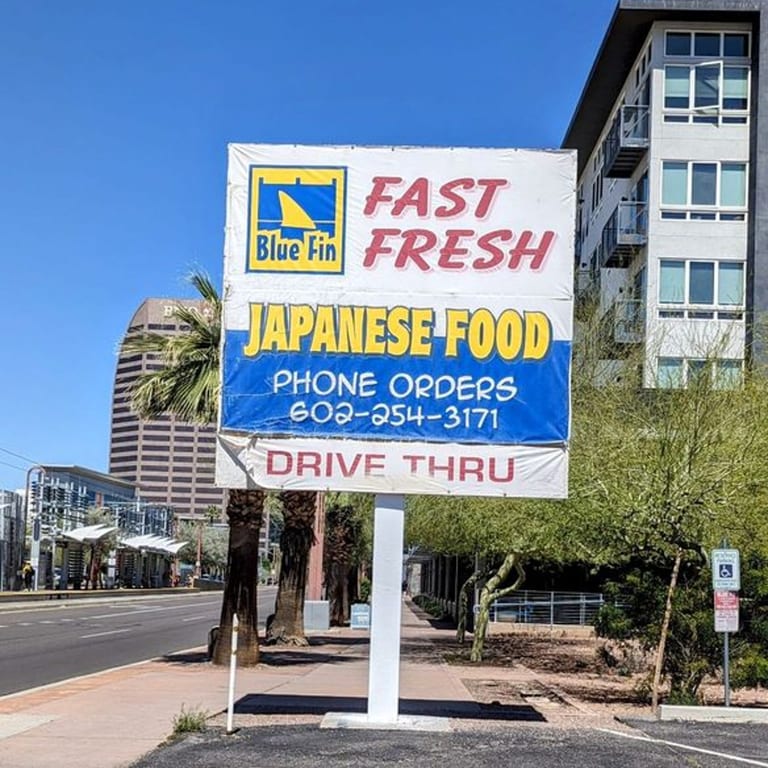 Blue Fin
FAST
FRESH
JAPANESE FOOD
PHONE ORDERS
602-254-3171
DRIVE THRU